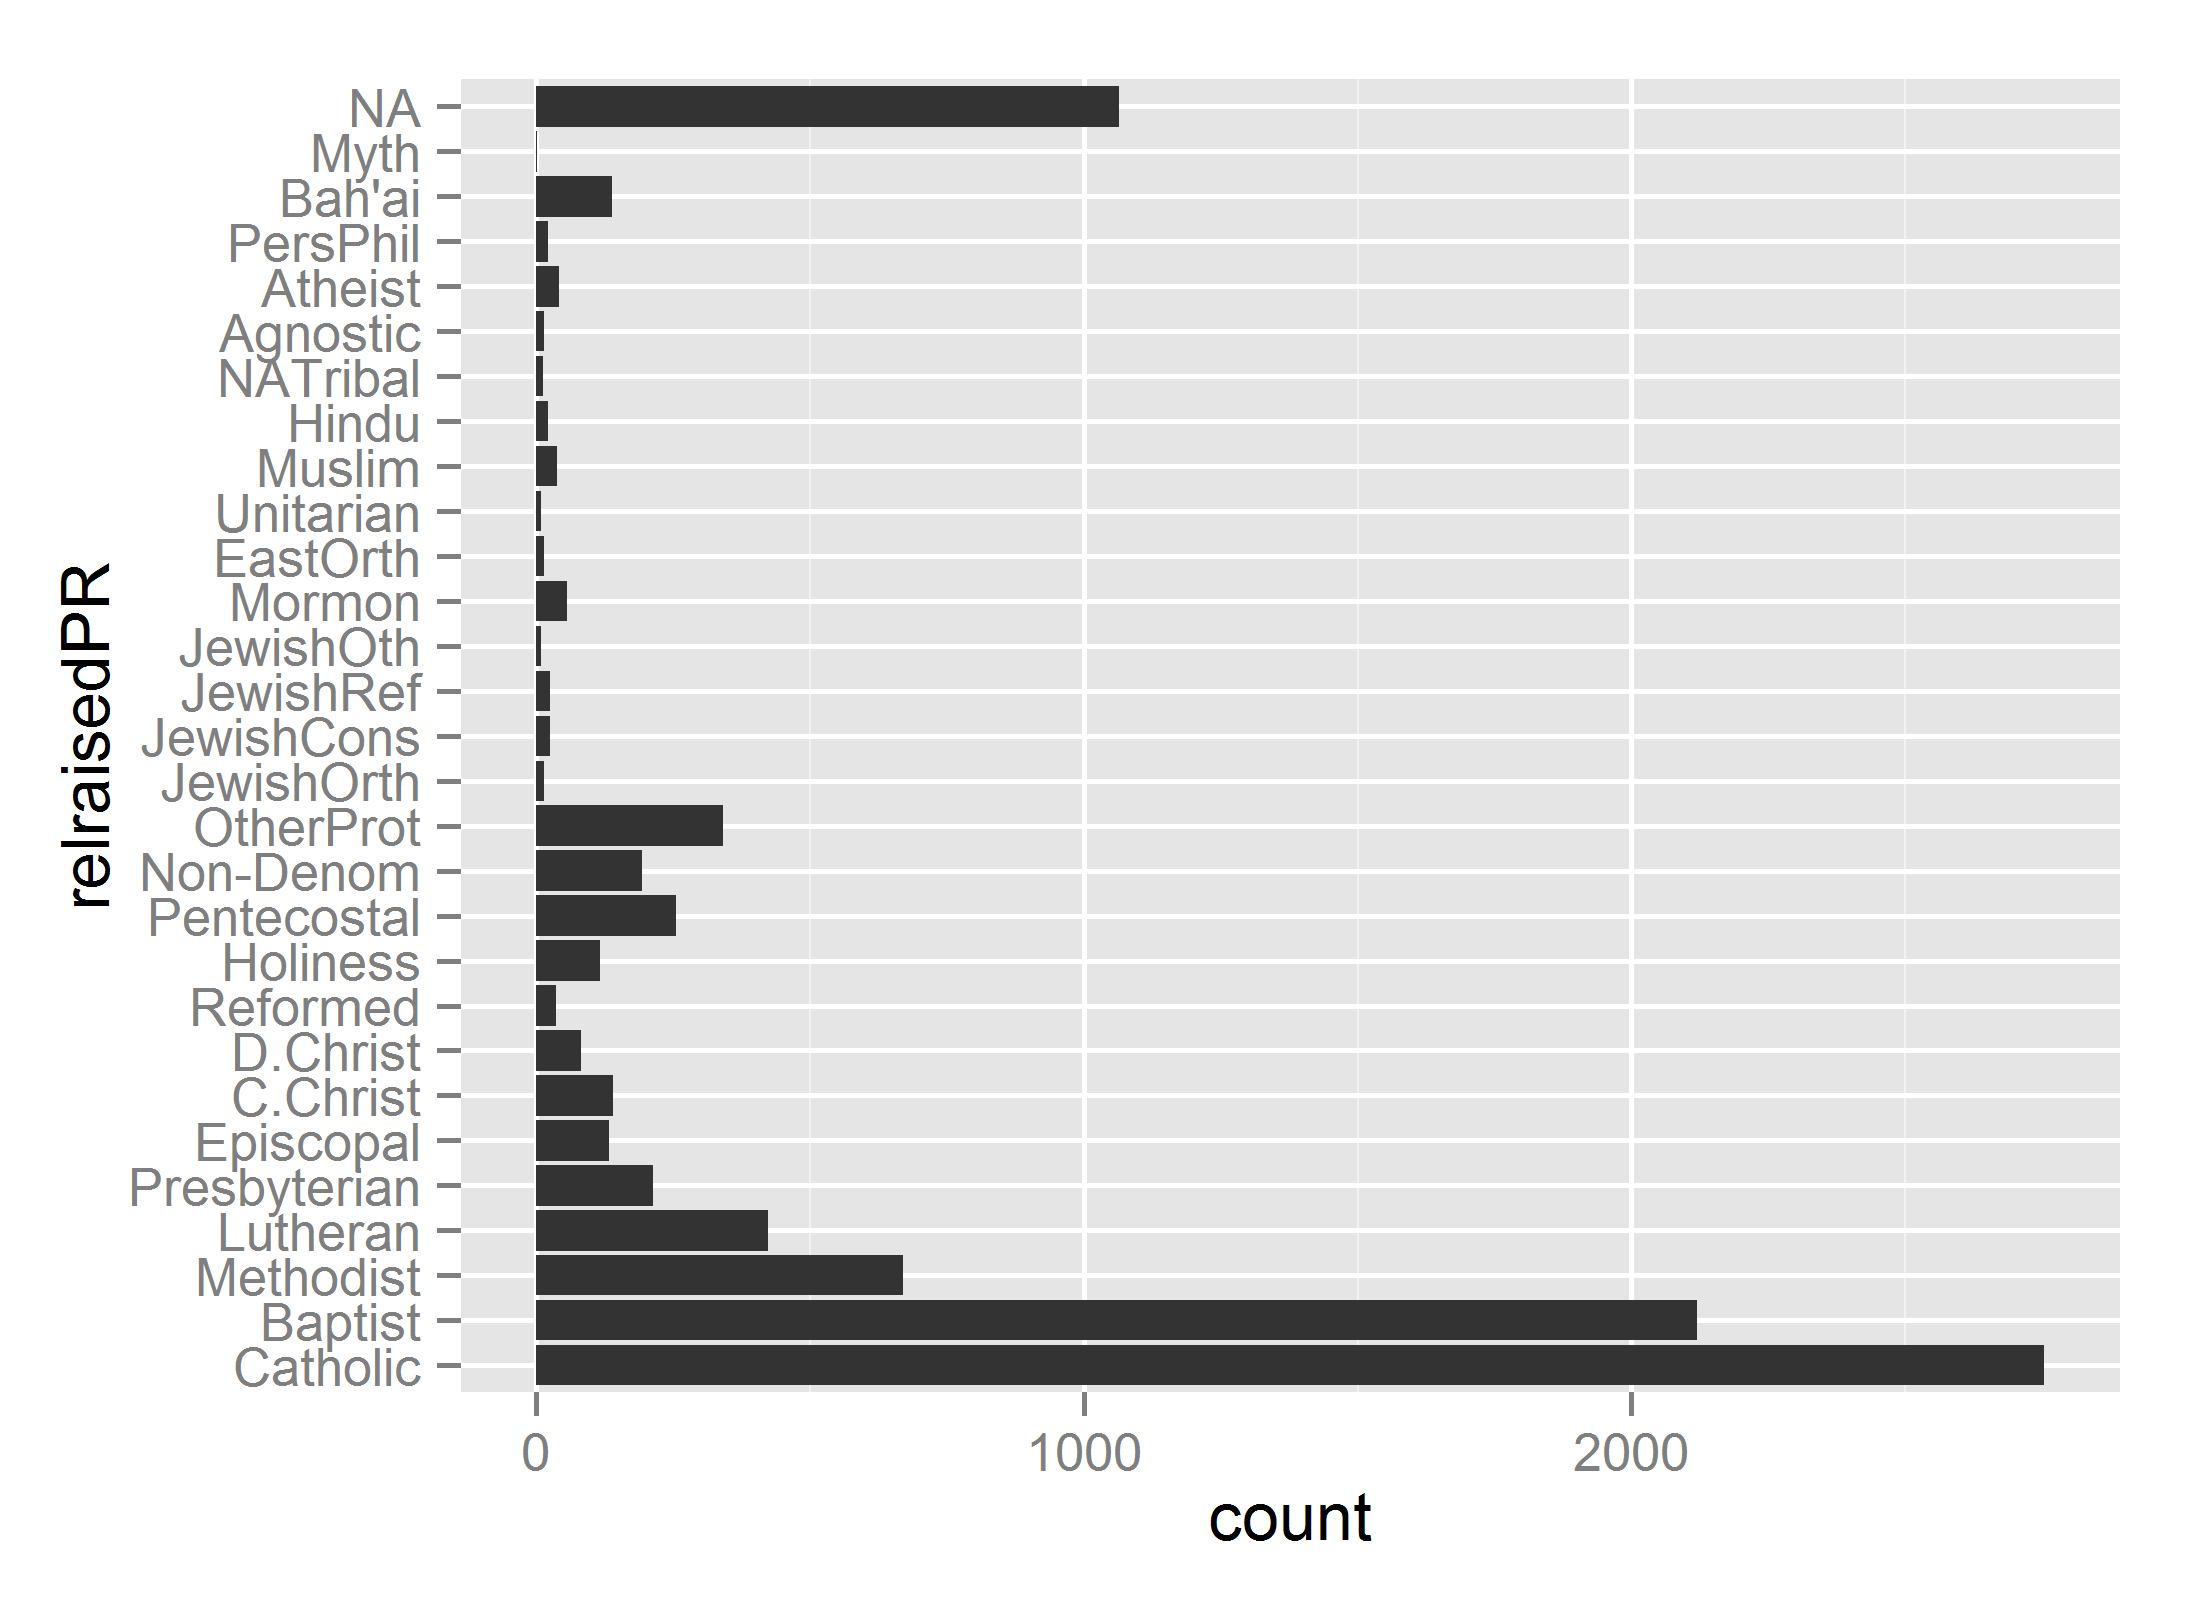 NA
Myth
Bah'ai
PersPhil
Atheist
Agnostic
NATribal
Hindu
Muslim
Unitarian
EastOrth
Mormon
JewishOth
JewishRef
JewishCons
JewishOrth
OtherProt
Non-Denom
Pentecostal
Holiness
Reformed
D.Christ
C.Christ
Episcopal
Presbyterian
Lutheran
Methodist
Baptist
Catholic
relraisedPR
0 1000 2000
count